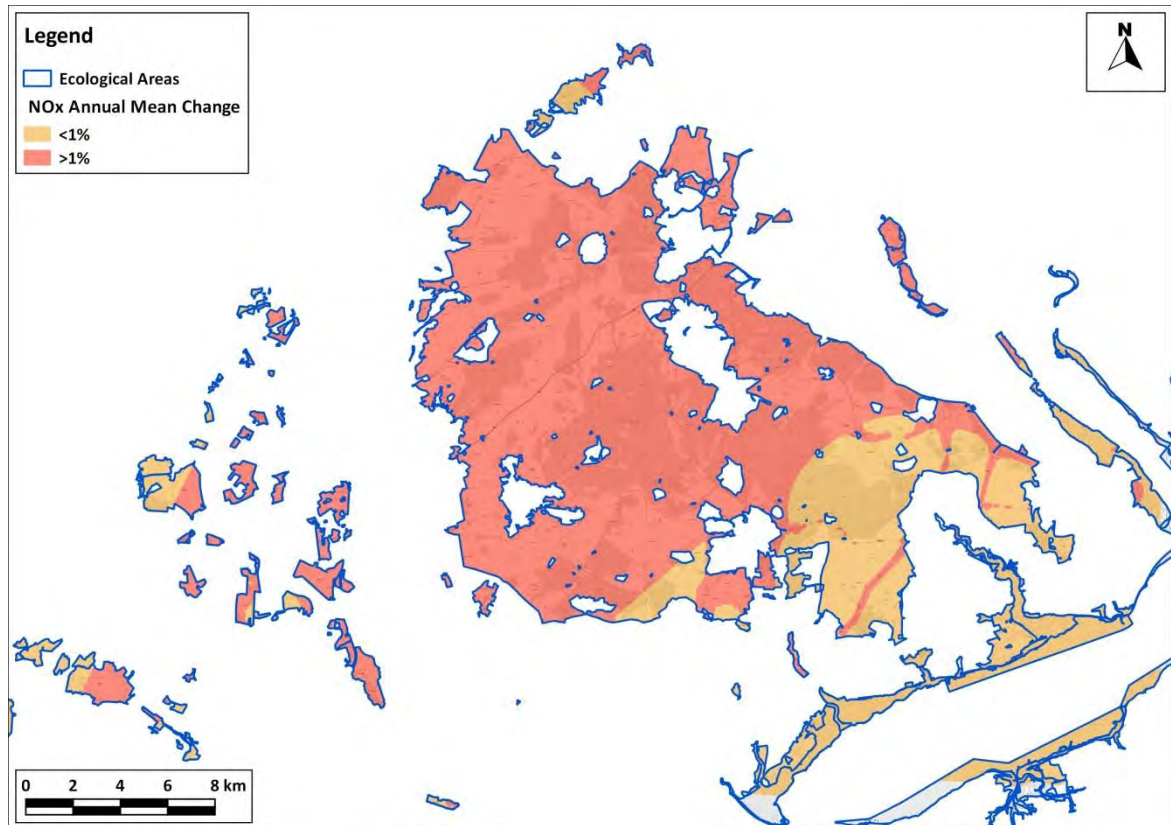 Legend
Ecological Areas
NOx Annual Mean Change
<1%
>1%
N
0 2 4 6 8 km